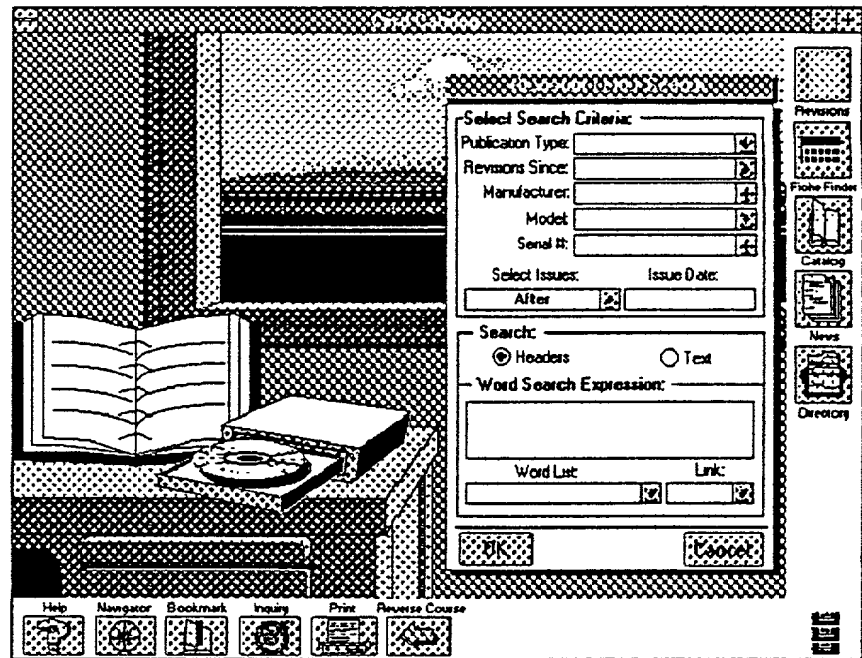 Card Catalog
Select Search Criteria:
Publication Type:
Revisions Since:
Manufacturer:
Model:
Serial #:
Select Issues:
Issue Date:
After
Search:
Headers
Text
Word Search Expression:
Word List:
Link:
OK
Cancel
Revisions
Fiche Finder
Catalog
News
Directory
Help
Navigator
Bookmark
Inquiry
Print
Reverse Course